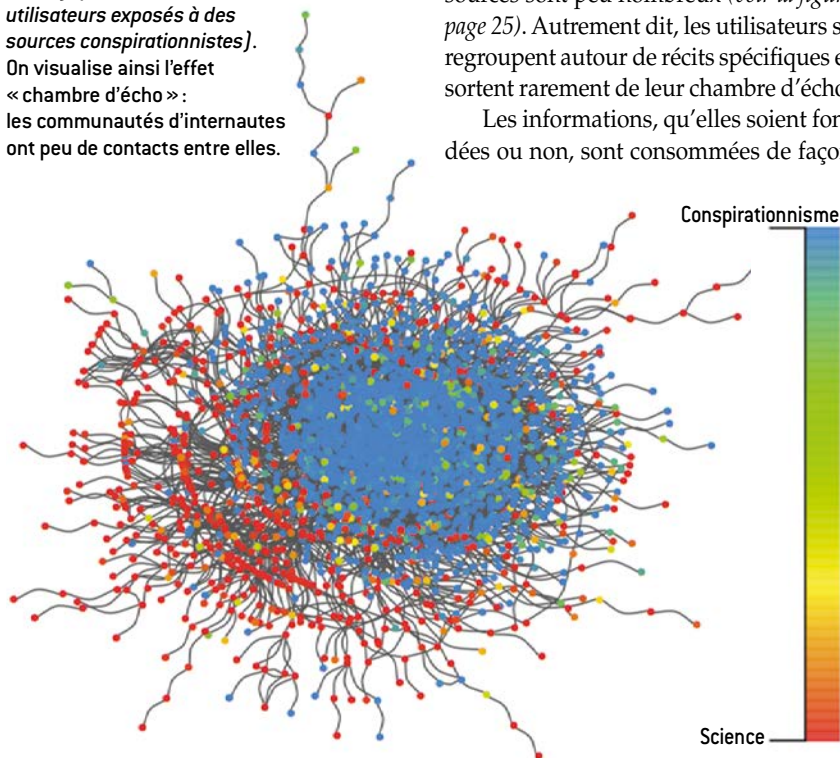 utilisateurs exposés à des
sources conspirationnistes).
On visualise ainsi l’effet
« chambre d’écho » :
les communautés d’internautes
ont peu de contacts entre elles.
page 25). Autrement dit, les utilisateurs s
regroupent autour de récits spécifiques e
sortent rarement de leur chambre d’écho
Les informations, qu’elles soient fon
dées ou non, sont consommées de faço
Conspirationnisme
Science